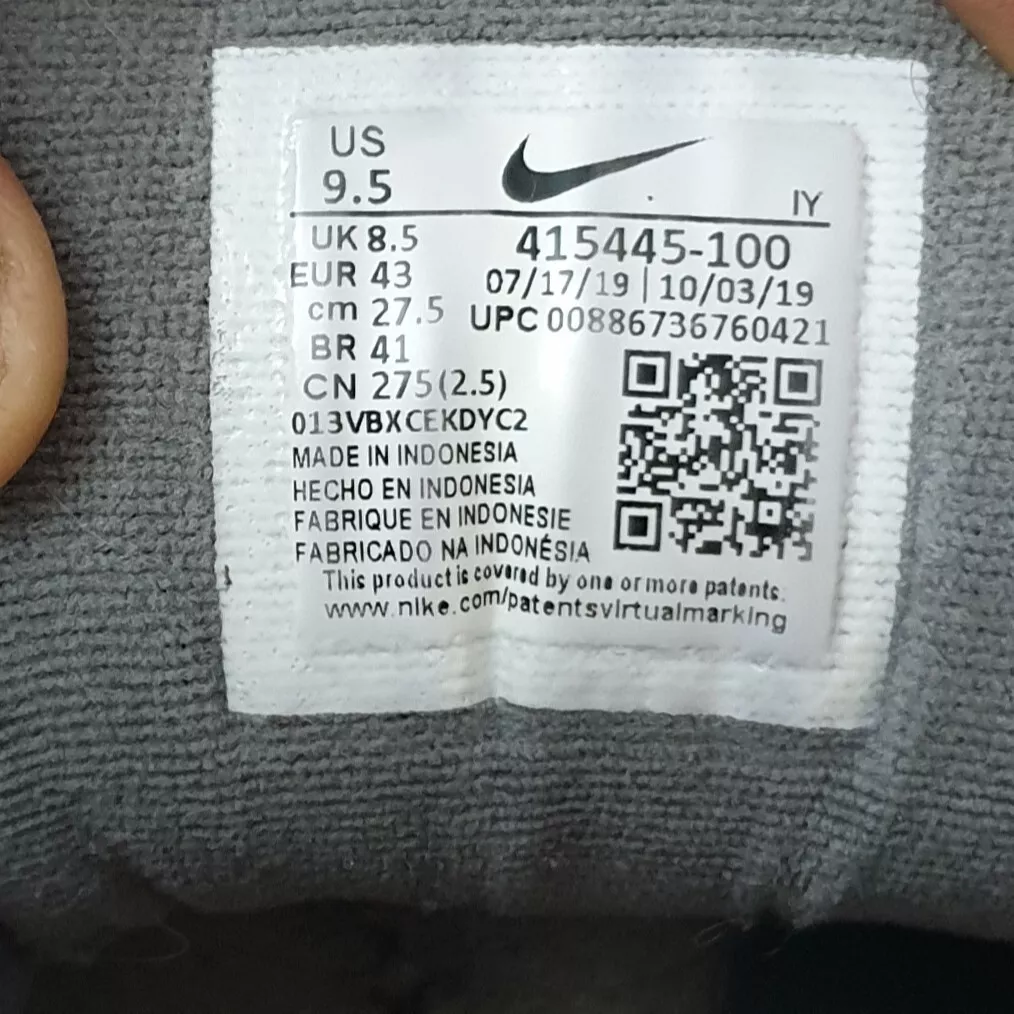 US
9.5
IY
UK 8.5
415445-100
EUR 43
07/17/19 | 10/03/19
cm 27.5
UPC 00886736760421
BR 41
CN 275(2.5)
013VBXCEKDYC2
MADE IN INDONESIA
HECHO EN INDONESIA
FABRIQUE EN INDONESIE
FABRICADO NA INDONÉSIA
This product is covered by one or more patents.
www.nike.com/patentsvirtualmarking